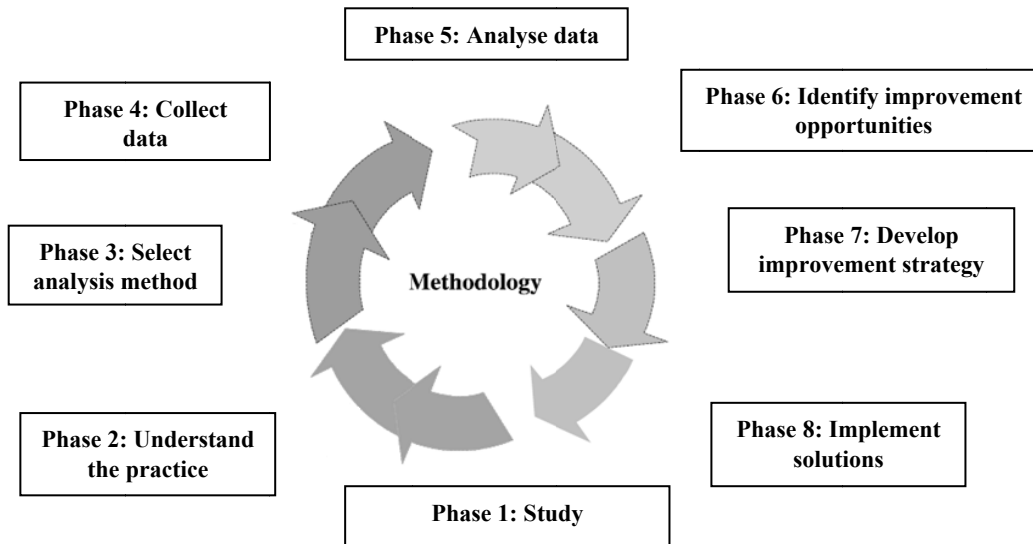 Phase 5: Analyse data
Phase 4: Collect
data
Phase 6: Identify improvement
opportunities
Phase 3: Select
analysis method
Methodology
Phase 7: Develop
improvement strategy
Phase 2: Understand
the practice
Phase 8: Implement
solutions
Phase 1: Study